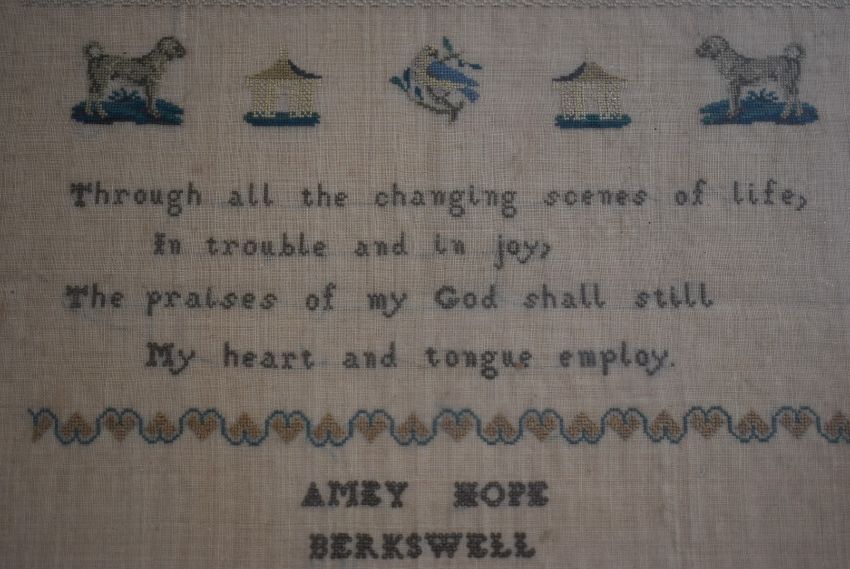 Through all the changing scenes of life,
In trouble and in joy,
The praises of my God shall still
My heart and tongue employ.
AMEY HOPE
BERKSWELL